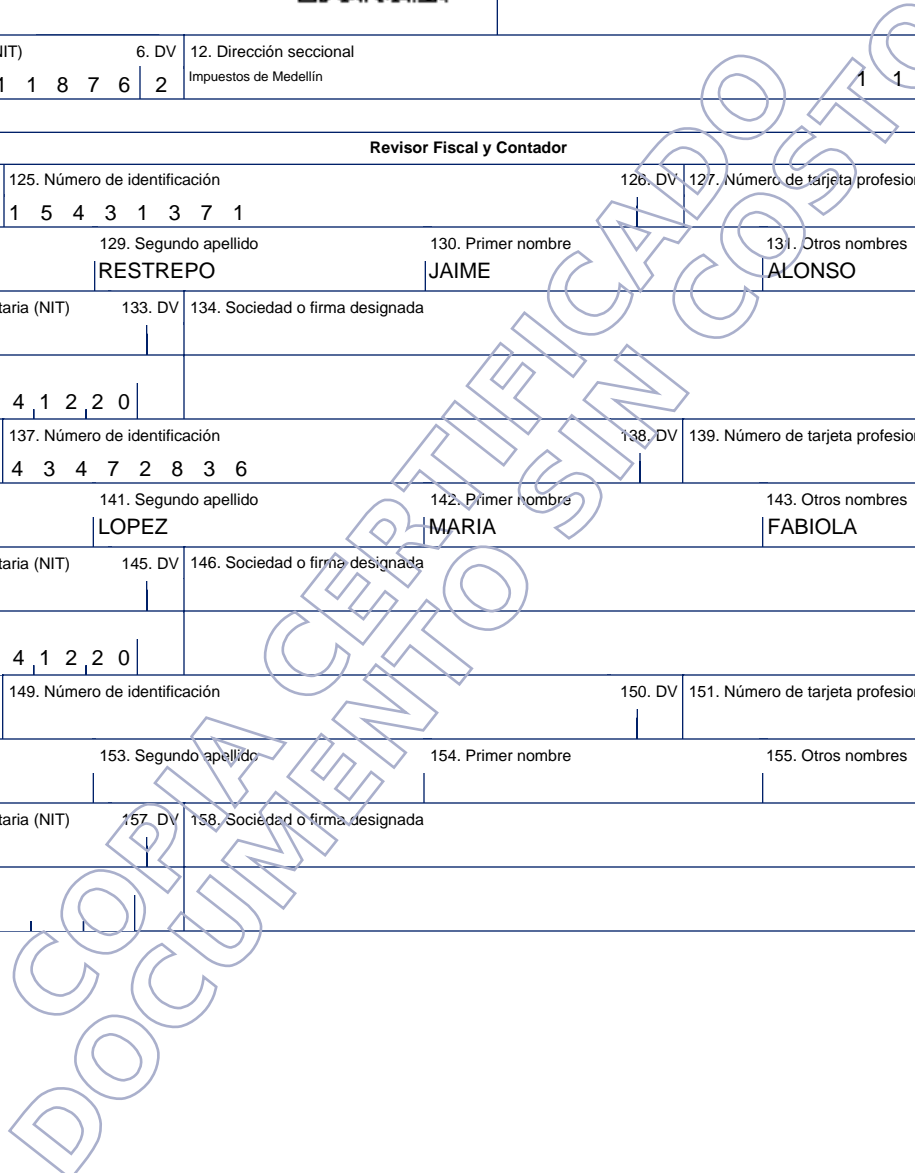 NIT) 6. DV 12. Dirección seccional
1 1 8 7 6 2 Impuestos de Medellín 1 1
Revisor Fiscal y Contador
125. Número de identificación 126. DV 127. Número de tarjeta profesion
1 5 4 3 1 3 7 1
129. Segundo apellido 130. Primer nombre 131. Otros nombres
RESTREPO JAIME ALONSO
taria (NIT) 133. DV 134. Sociedad o firma designada
4 1 2 2 0
137. Número de identificación 138. DV 139. Número de tarjeta profesion
4 3 4 7 2 8 3 6
141. Segundo apellido 142. Primer nombre 143. Otros nombres
LOPEZ MARIA FABIOLA
taria (NIT) 145. DV 146. Sociedad o firma designada
4 1 2 2 0
149. Número de identificación 150. DV 151. Número de tarjeta profesion
153. Segundo apellido 154. Primer nombre 155. Otros nombres
taria (NIT) 157. DV 158. Sociedad o firma designada
COPIA CERTIFICADO
DOCUMENTO SIN COSTO